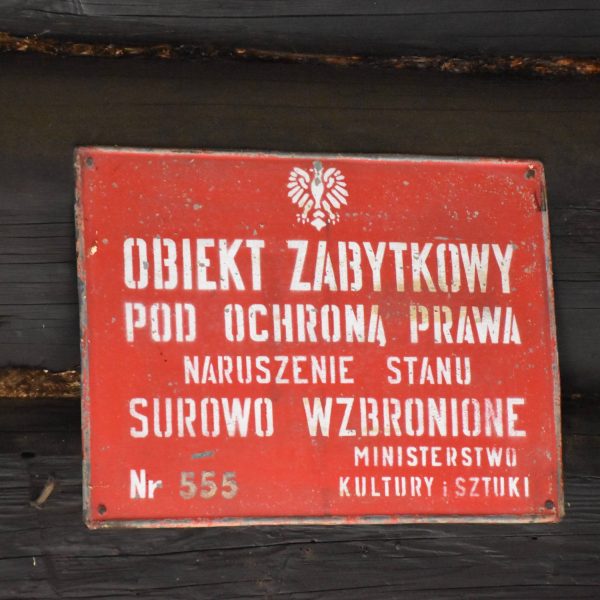 OBIEKT ZABYTKOWY
POD OCHRONĄ PRAWA
NARUSZENIE STANU
SUROWO WZBRONIONE
MINISTERSTWO
KULTURY i SZTUKI
Nr 555